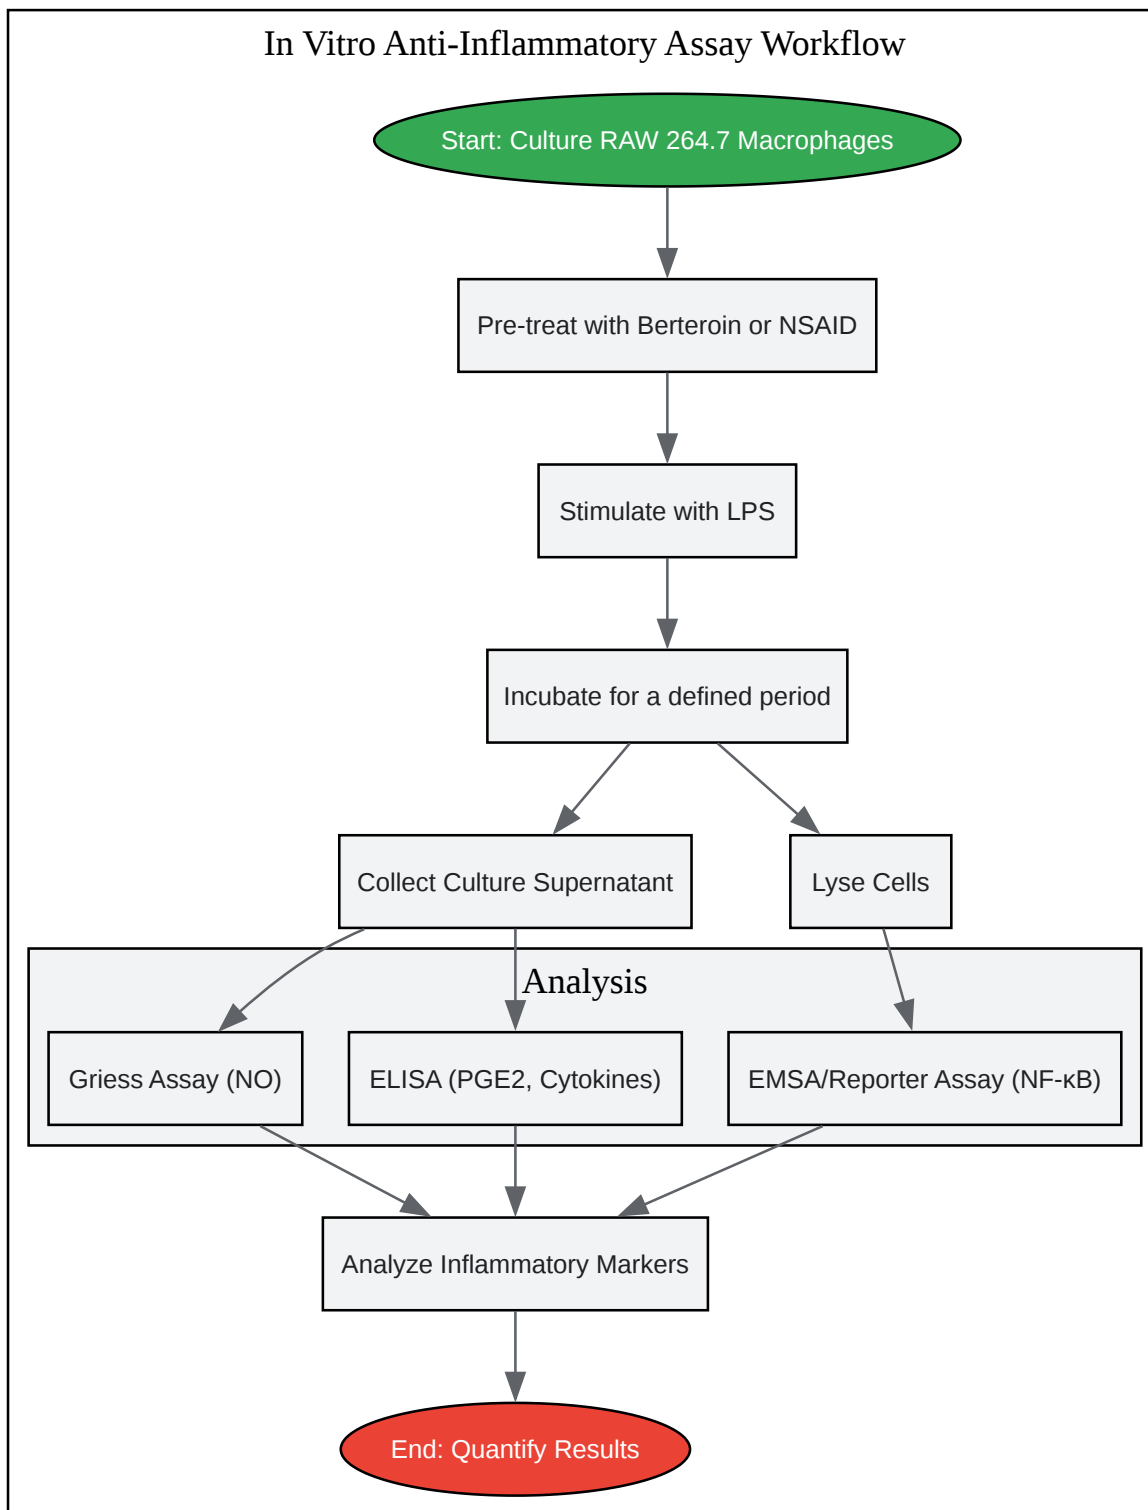 In Vitro Anti-Inflammatory Assay Workflow
Start: Culture RAW 264.7 Macrophages
Pre-treat with Berteroin or NSAID
Stimulate with LPS
Incubate for a defined period
Collect Culture Supernatant
Lyse Cells
Analysis
Griess Assay (NO)
ELISA (PGE2, Cytokines)
EMSA/Reporter Assay (NF-κB)
Analyze Inflammatory Markers
End: Quantify Results